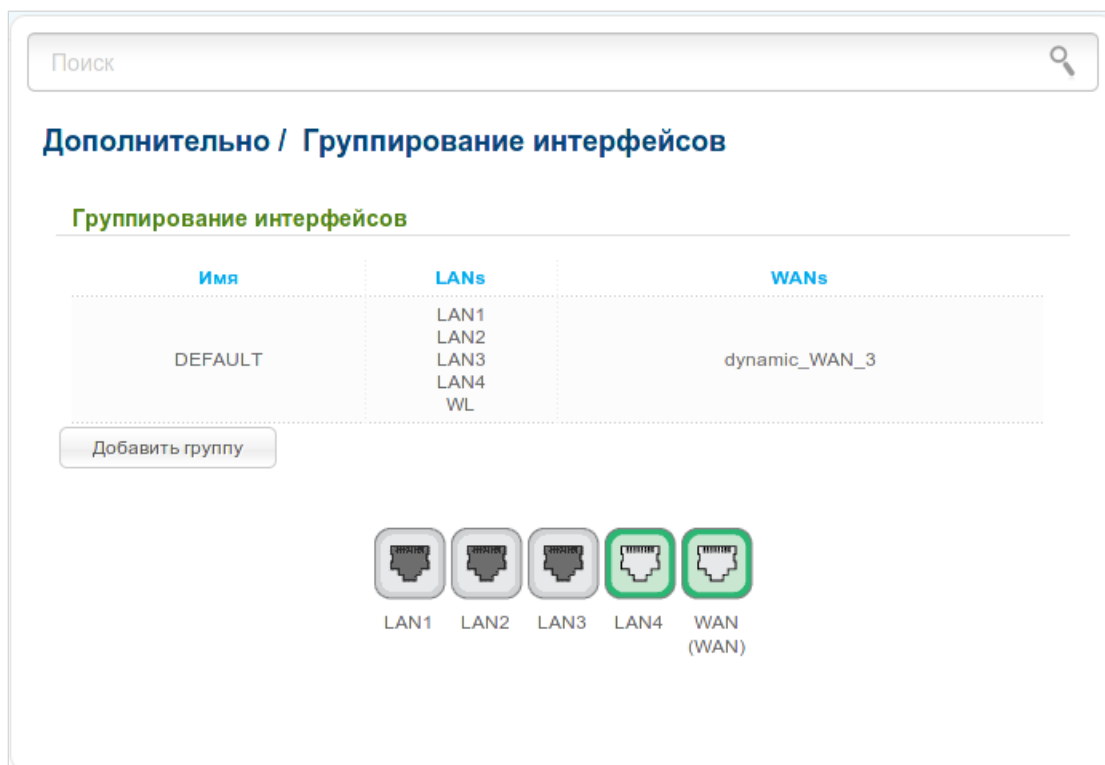 Поиск
Дополнительно / Группирование интерфейсов
Группирование интерфейсов
Имя LANs WANs
LAN1
LAN2
DEFAULT LAN3 dynamic_WAN_3
LAN4
WL
Добавить группу
LAN1 LAN2 LAN3 LAN4 WAN
(WAN)